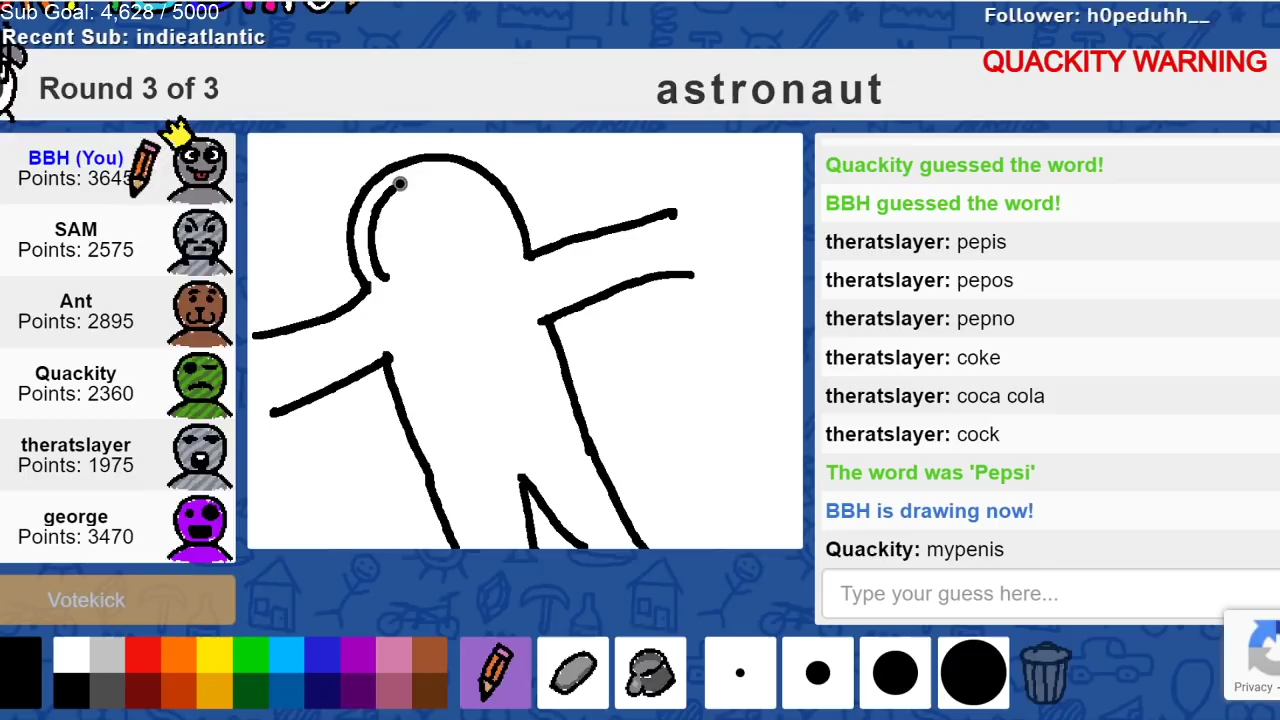 Sub Goal: 4,628 / 5000
Recent Sub: indieatlantic
Follower: h0peduhh__
QUACKITY WARNING
Round 3 of 3
astronaut
BBH (You)
Points: 3645
SAM
Points: 2575
Ant
Points: 2895
Quackity
Points: 2360
theratslayer
Points: 1975
george
Points: 3470
Votekick
Quackity guessed the word!
BBH guessed the word!
theratslayer: pepis
theratslayer: pepos
theratslayer: pepno
theratslayer: coke
theratslayer: coca cola
theratslayer: cock
The word was 'Pepsi'
BBH is drawing now!
Quackity: mypenis
Type your guess here...
Privacy -